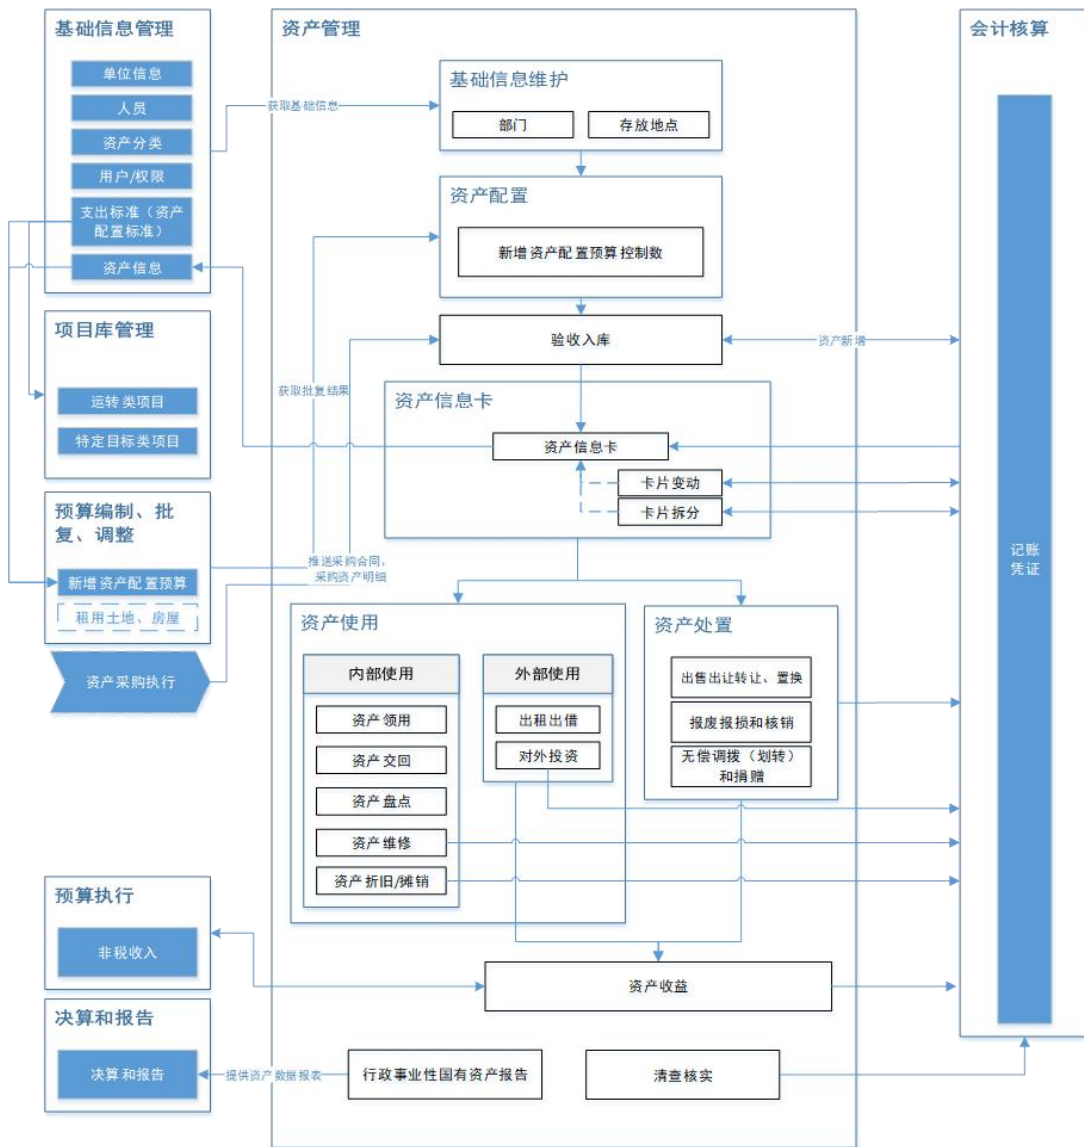 基础信息管理
单位信息
人员
资产分类
用户/权限
支出标准（资产
配置标准）
资产信息
项目库管理
运转类项目
特定目标类项目
预算编制、批
复、调整
新增资产配置预算
租用土地、房屋
资产采购执行
预算执行
非税收入
决算和报告
决算和报告
获取基础信息
获取批复结果
推送采购合同、
采购资产明细
提供资产数据报表
资产管理
基础信息维护
部门
存放地点
资产配置
新增资产配置预算控制数
验收入库
资产新增
资产信息卡
资产信息卡
卡片变动
卡片拆分
资产使用
内部使用
资产领用
资产交回
资产盘点
资产维修
资产折旧/摊销
外部使用
出租出借
对外投资
资产处置
出售出让转让、置换
报废报损和核销
无偿调拨（划转）
和捐赠
资产收益
行政事业性国有资产报告
清查核实
会计核算
记账
凭证